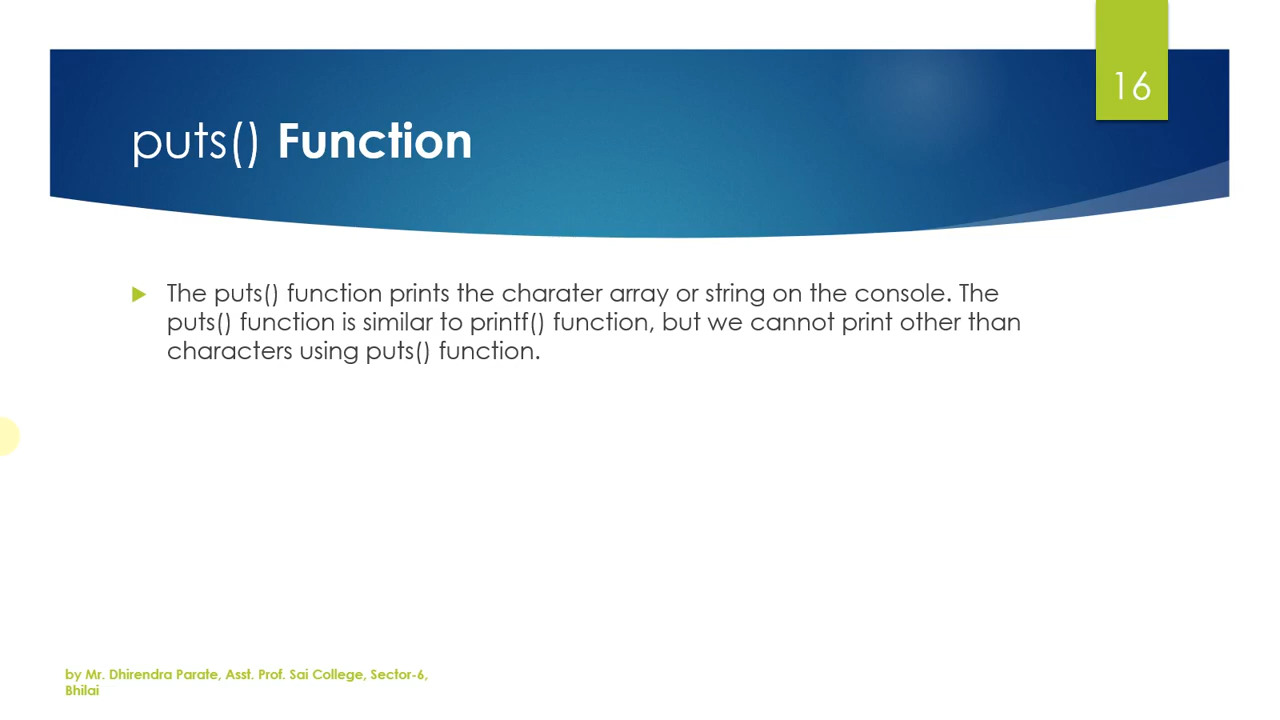 16
puts() Function
The puts() function prints the charater array or string on the console. The
puts() function is similar to printf() function, but we cannot print other than
characters using puts() function.
by Mr. Dhirendra Parate, Asst. Prof. Sai College, Sector-6,
Bhilai